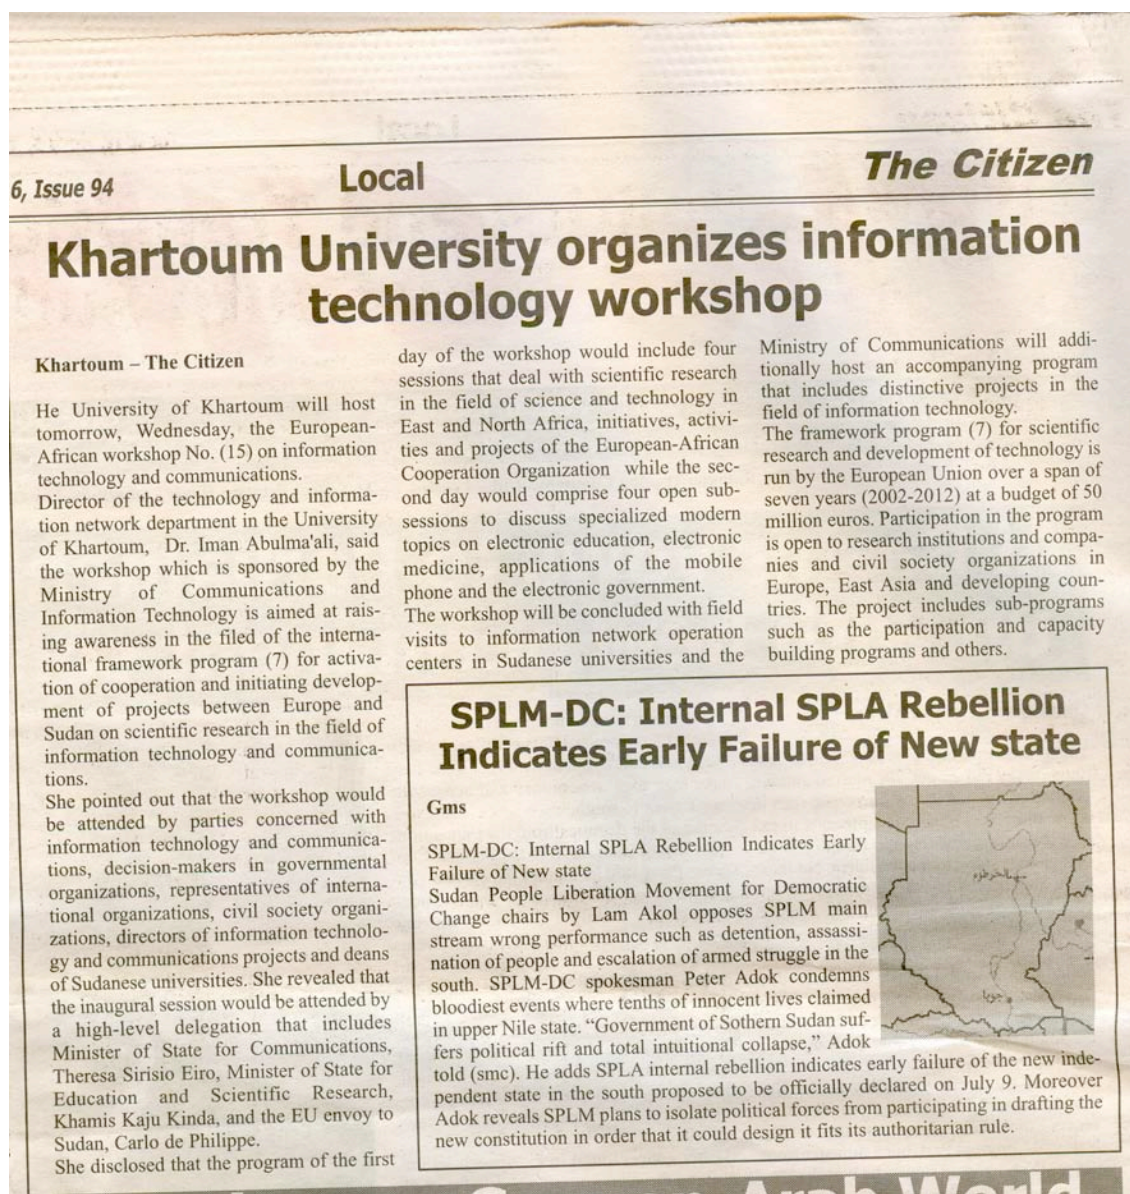 6, Issue 94
Local
The Citizen
Khartoum University organizes information
technology workshop
Khartoum – The Citizen
He University of Khartoum will host
tomorrow, Wednesday, the European-
African workshop No. (15) on information
technology and communications.
Director of the technology and informa-
tion network department in the University
of Khartoum, Dr. Iman Abulma'ali, said
the workshop which is sponsored by the
Ministry of Communications and
Information Technology is aimed at rais-
ing awareness in the filed of the interna-
tional framework program (7) for activa-
tion of cooperation and initiating develop-
ment of projects between Europe and
Sudan on scientific research in the field of
information technology and communica-
tions.
She pointed out that the workshop would
be attended by parties concerned with
information technology and communica-
tions, decision-makers in governmental
organizations, representatives of interna-
tional organizations, civil society organi-
zations, directors of information technolo-
gy and communications projects and deans
of Sudanese universities. She revealed that
the inaugural session would be attended by
a high-level delegation that includes
Minister of State for Communications,
Theresa Sirisio Eiro, Minister of State for
Education and Scientific Research,
Khamis Kaju Kinda, and the EU envoy to
Sudan, Carlo de Philippe.
She disclosed that the program of the first
day of the workshop would include four
sessions that deal with scientific research
in the field of science and technology in
East and North Africa, initiatives, activi-
ties and projects of the European-African
Cooperation Organization while the sec-
ond day would comprise four open sub-
sessions to discuss specialized modern
topics on electronic education, electronic
medicine, applications of the mobile
phone and the electronic government.
The workshop will be concluded with field
visits to information network operation
centers in Sudanese universities and the
Ministry of Communications will addi-
tionally host an accompanying program
that includes distinctive projects in the
field of information technology.
The framework program (7) for scientific
research and development of technology is
run by the European Union over a span of
seven years (2002-2012) at a budget of 50
million euros. Participation in the program
is open to research institutions and compa-
nies and civil society organizations in
Europe, East Asia and developing coun-
tries. The project includes sub-programs
such as the participation and capacity
building programs and others.
SPLM-DC: Internal SPLA Rebellion
Indicates Early Failure of New state
Gms
SPLM-DC: Internal SPLA Rebellion Indicates Early
Failure of New state
Sudan People Liberation Movement for Democratic
Change chairs by Lam Akol opposes SPLM main
stream wrong performance such as detention, assassi-
nation of people and escalation of armed struggle in the
south. SPLM-DC spokesman Peter Adok condemns
bloodiest events where tenths of innocent lives claimed
in upper Nile state. “Government of Sothern Sudan suf-
fers political rift and total intuitional collapse,” Adok
told (smc). He adds SPLA internal rebellion indicates early failure of the new inde-
pendent state in the south proposed to be officially declared on July 9. Moreover
Adok reveals SPLM plans to isolate political forces from participating in drafting the
new constitution in order that it could design it fits its authoritarian rule.
الخرطوم
جوبا
Arab World